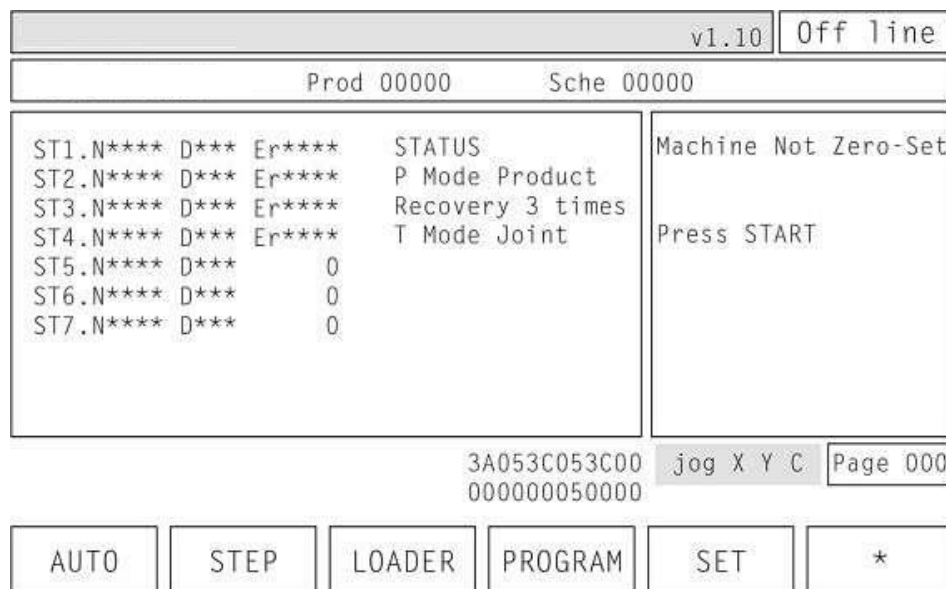 v1.10 Off line
Prod 00000 Sche 00000
ST1.N**** D*** Er**** STATUS
ST2.N**** D*** Er**** P Mode Product
ST3.N**** D*** Er**** Recovery 3 times
ST4.N**** D*** Er**** T Mode Joint
ST5.N**** D*** 0
ST6.N**** D*** 0
ST7.N**** D*** 0
Machine Not Zero-Set
Press START
3A053C053C00 jog X Y C Page 000
000000050000
AUTO STEP LOADER PROGRAM SET *